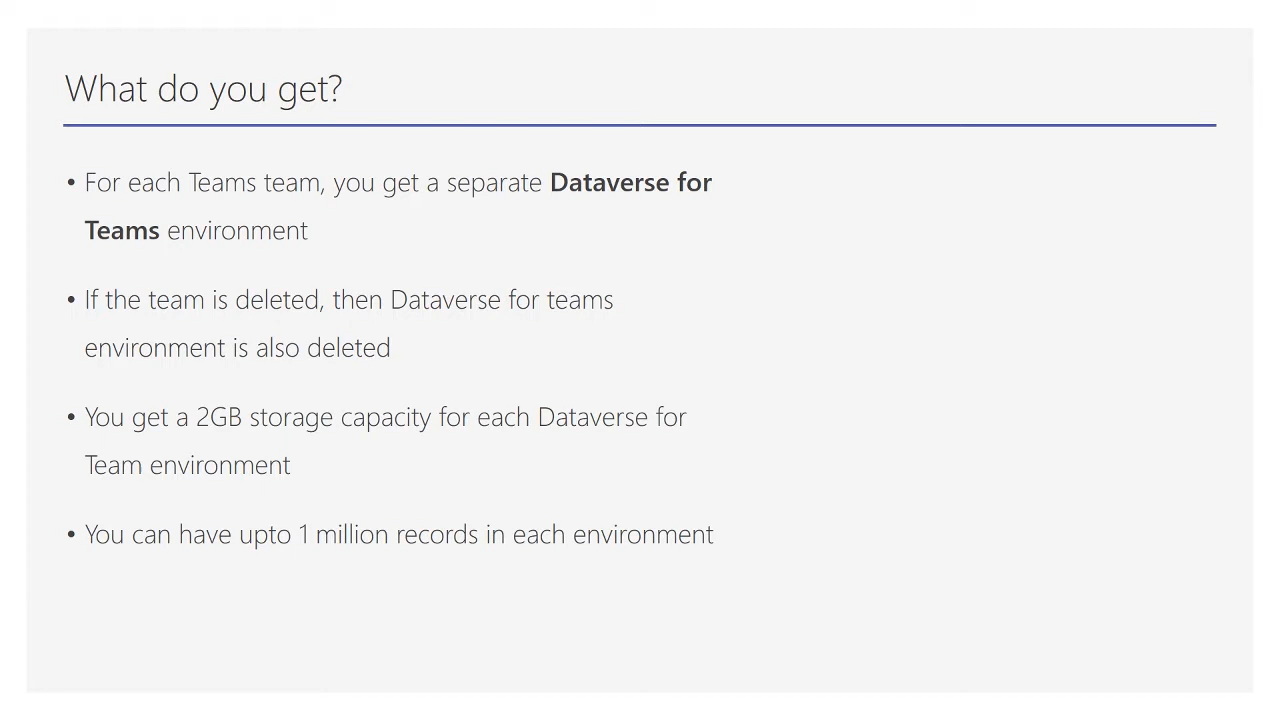 What do you get?
• For each Teams team, you get a separate Dataverse for
Teams environment
• If the team is deleted, then Dataverse for teams
environment is also deleted
• You get a 2GB storage capacity for each Dataverse for
Team environment
• You can have upto 1 million records in each environment